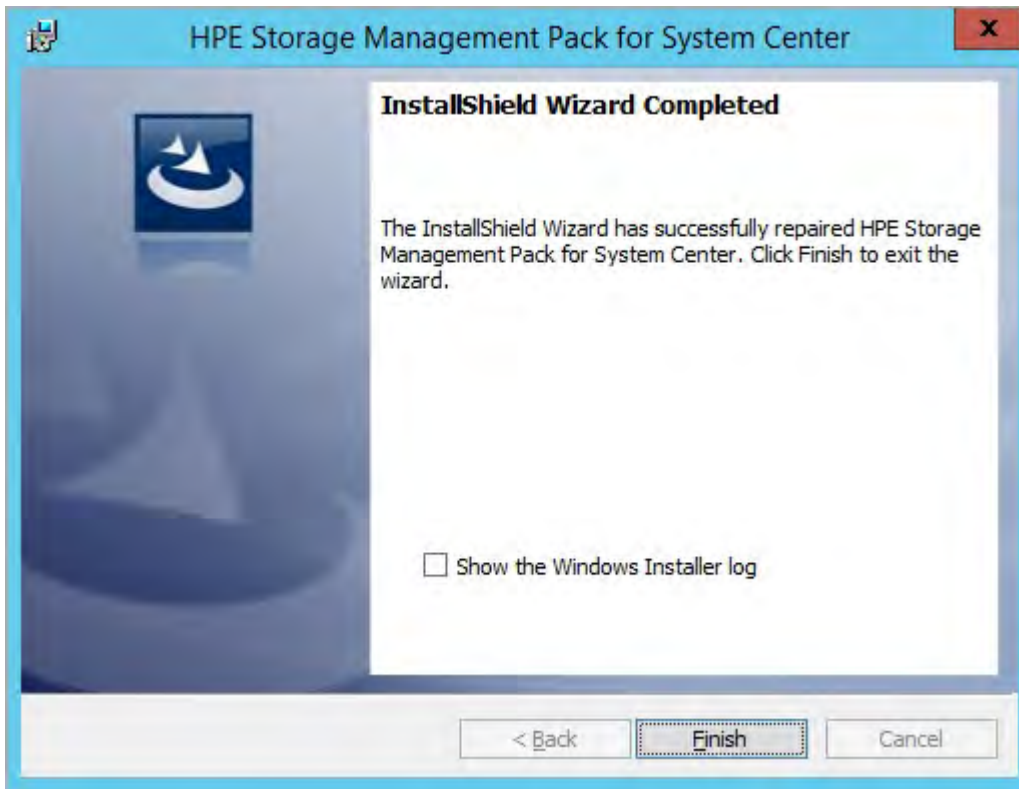 HPE Storage Management Pack for System Center
x
InstallShield Wizard Completed
The InstallShield Wizard has successfully repaired HPE Storage
Management Pack for System Center. Click Finish to exit the
wizard.
Show the Windows Installer log
< Back
Finish
Cancel